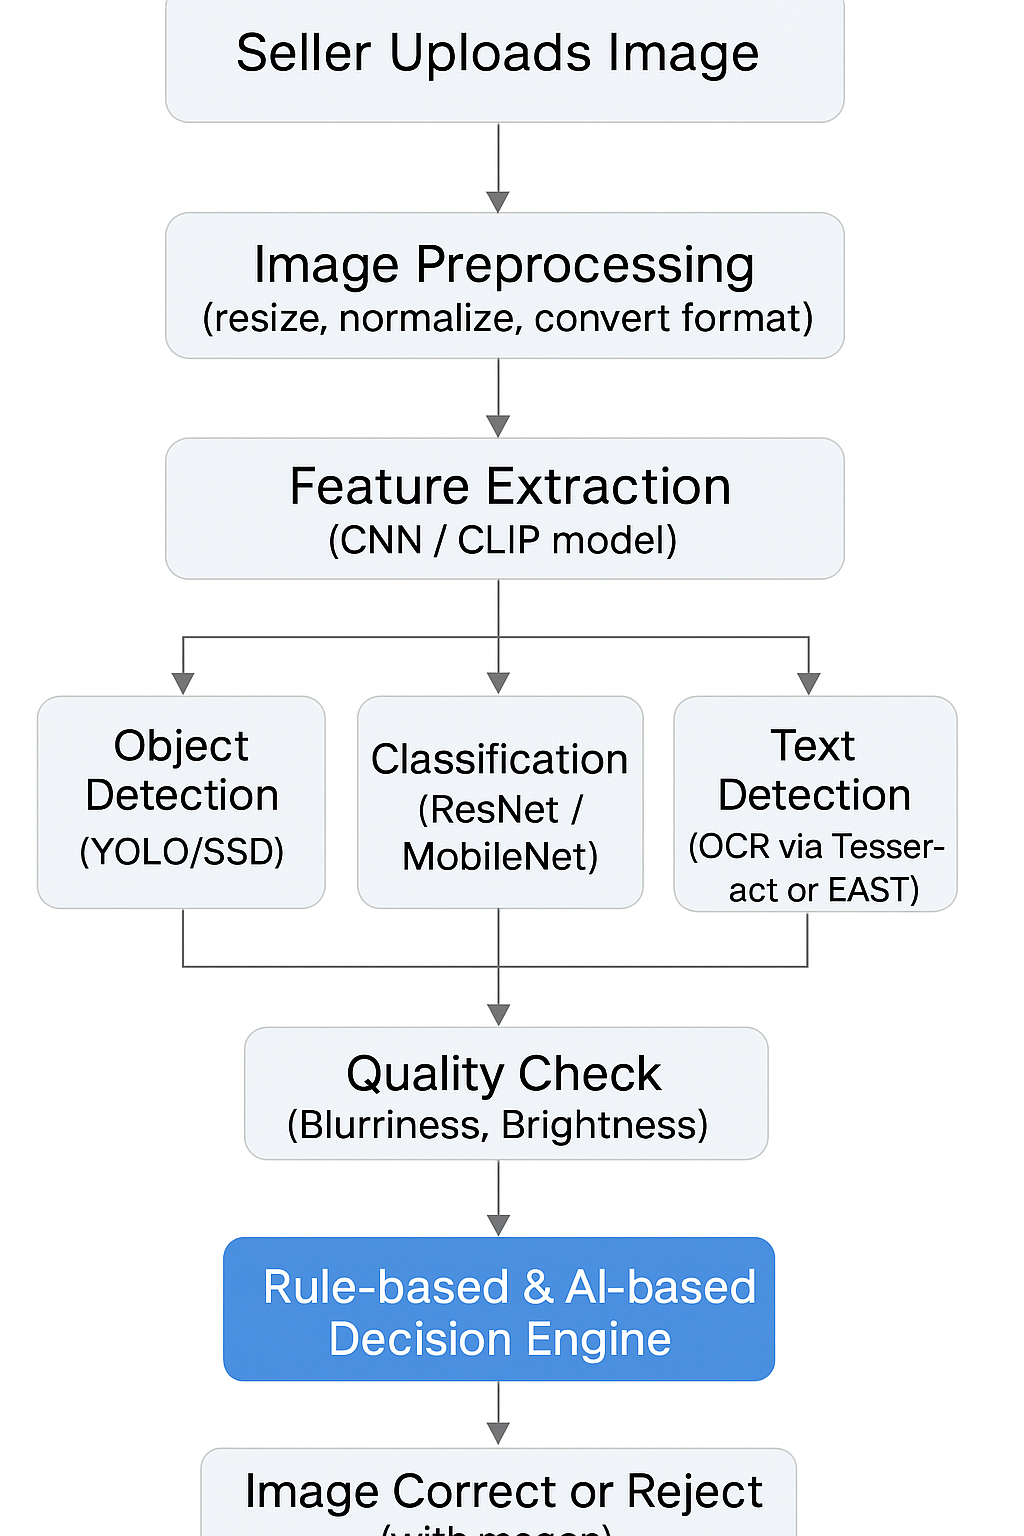 Seller Uploads Image
Image Preprocessing
(resize, normalize, convert format)
Feature Extraction
(CNN / CLIP model)
Object
Detection
(YOLO/SSD)
Classification
(ResNet /
MobileNet)
Text
Detection
(OCR via Tesser-
act or EAST)
Quality Check
(Blurriness, Brightness)
Rule-based & AI-based
Decision Engine
Image Correct or Reject
(with